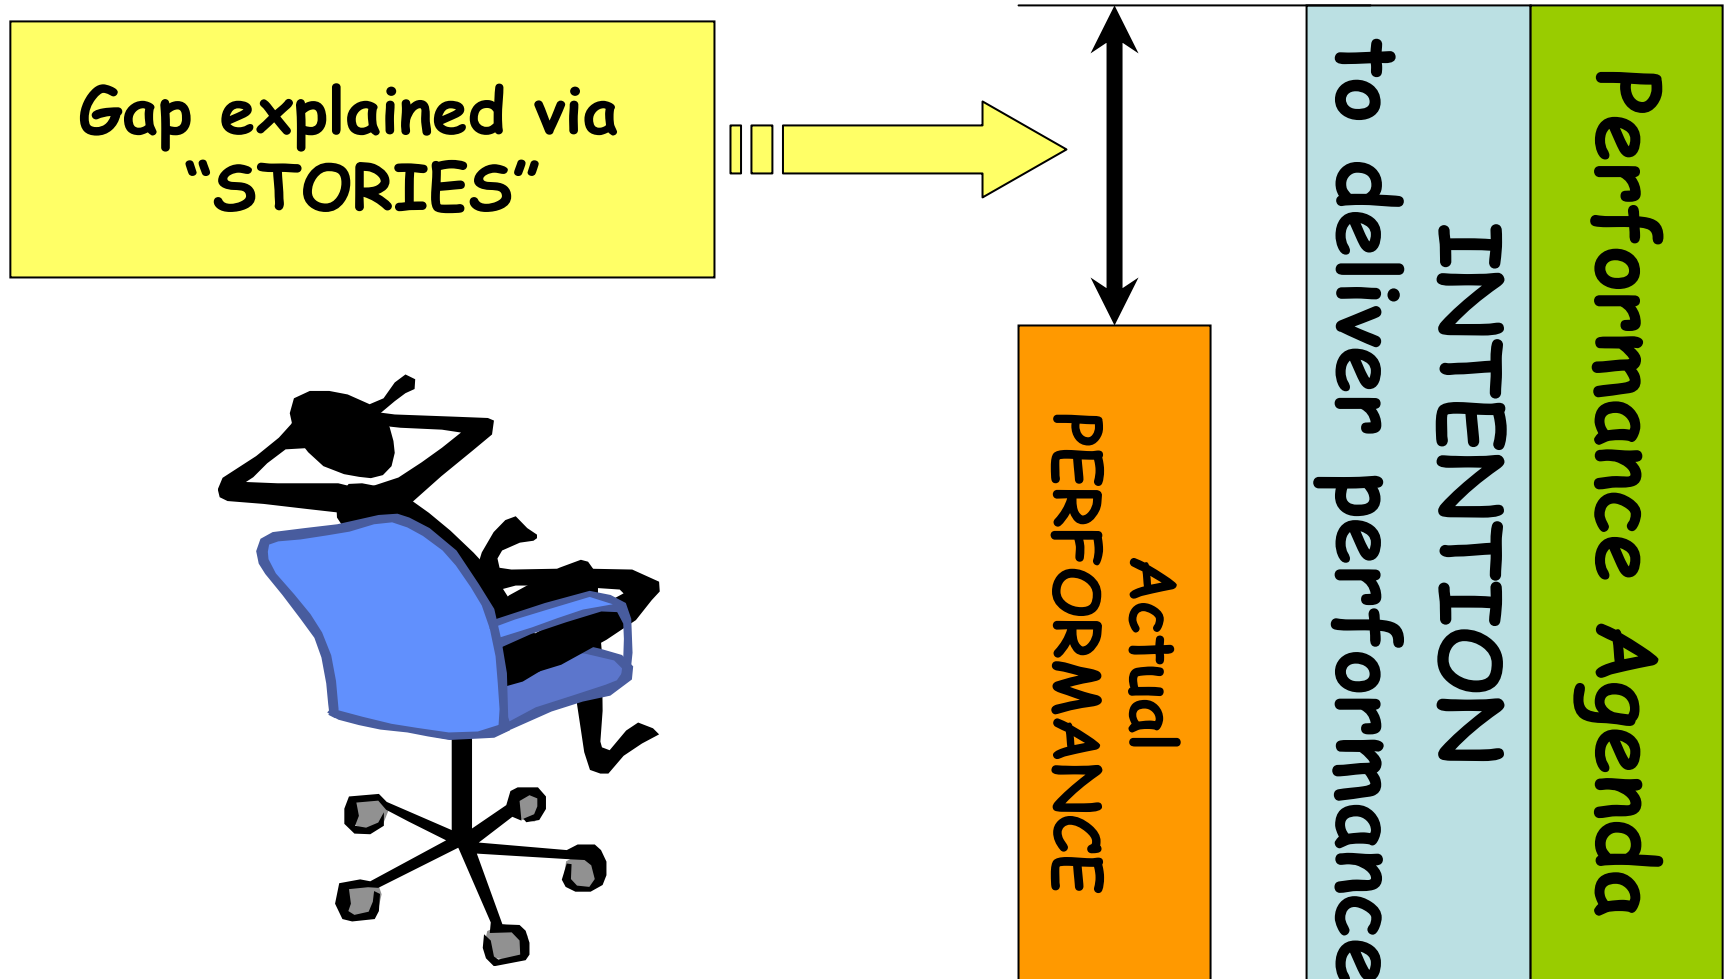 Gap explained via
“STORIES”
Actual
PERFORMANCE
INTENTION
to deliver performance
Performance Agenda